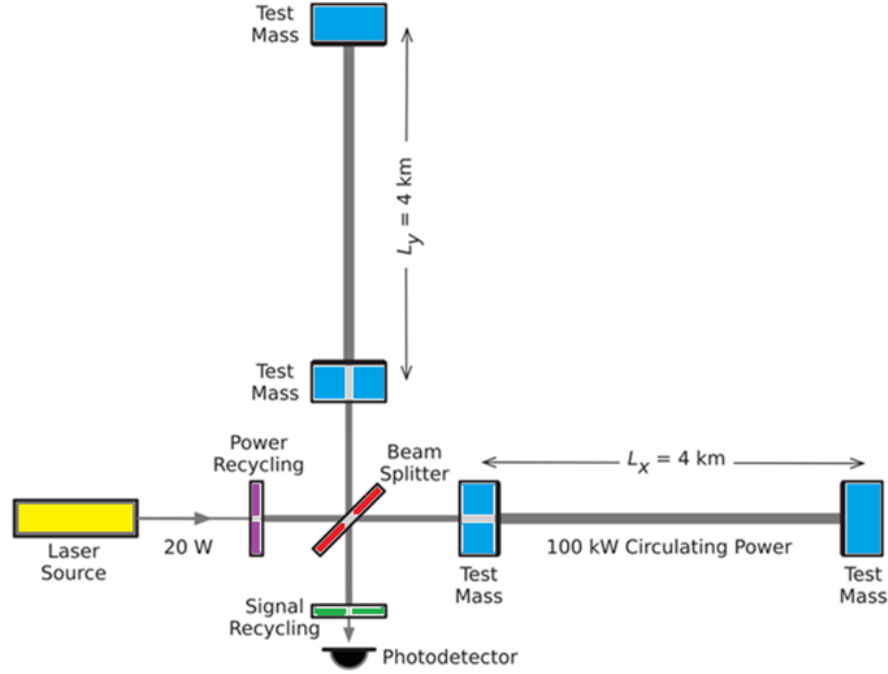 Test
Mass
Ly = 4 km
Test
Mass
Power
Recycling
Beam
Splitter
Lx = 4 km
20 W
100 kW Circulating Power
Laser
Source
Test
Mass
Test
Mass
Signal
Recycling
Photodetector